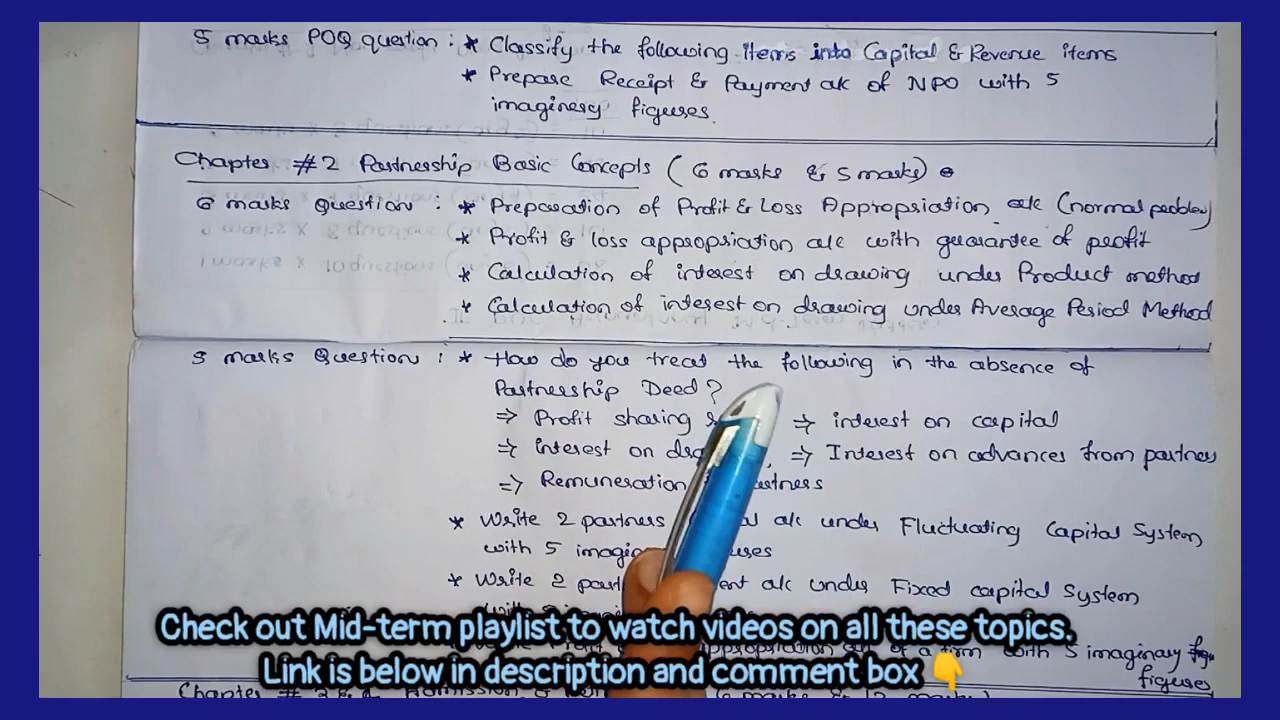 5 marks POQ question : * Classify the following items into Capital & Revenue items
* Prepare Receipt & Payment a/c of NPO with 5
imaginery figures.
Chapter #2 Partnership Basic Concepts (6 marks & 5 marks)
6 marks Question : * Preparation of Profit & Loss Appropriation a/c (normal problem)
* Profit & loss appropriation a/c with guarantee of profit
* Calculation of interest on drawing under Product method
* Calculation of interest on drawing under Average Period Method
5 marks Question : * How do you treat the following in the absence of
Partnership Deed?
⇒ Profit sharing ⇒ interest on capital
⇒ interest on ⇒ Interest on advances from partners
⇒ Remuneration
* Write 2 partners a/c under Fluctuating Capital System
with 5
* Write 2 a/c under Fixed capital System
of a firm with 5 imaginary
figures
Check out Mid-term playlist to watch videos on all these topics.
Link is below in description and comment box 👇